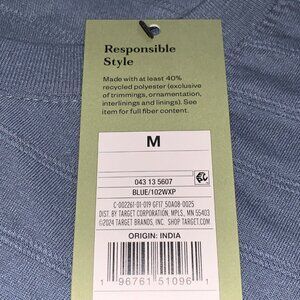 Responsible
Style
Made with at least 40%
recycled polyester (exclusive
of trimmings, ornamentation,
interlinings and linings). See
item for full fiber content.
M
043 13 5607
BLUE/102WXP
C-002261-01-019 GFIT 50A08-0025
DIST. BY TARGET CORPORATION, MPLS, MN 55403
©2024 TARGET BRANDS, INC. SHOP TARGET.COM
ORIGIN: INDIA
1 96761 51096 1